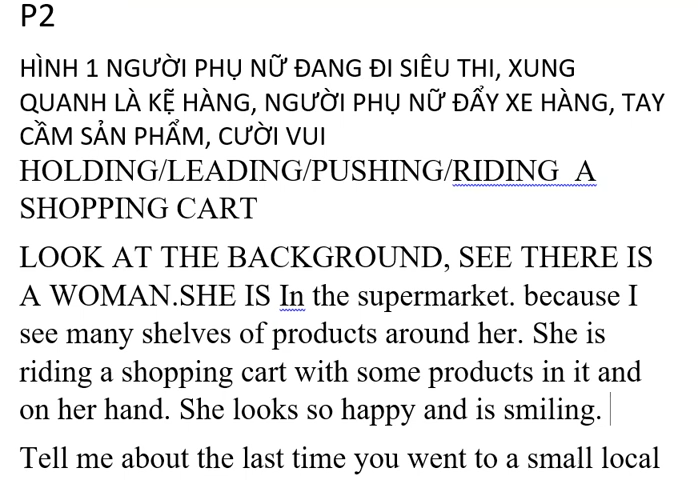 P2
HÌNH 1 NGƯỜI PHỤ NỮ ĐANG ĐI SIÊU THI, XUNG
QUANH LÀ KỆ HÀNG, NGƯỜI PHỤ NỮ ĐẨY XE HÀNG, TAY
CẦM SẢN PHẨM, CƯỜI VUI
HOLDING/LEADING/PUSHING/RIDING A
SHOPPING CART
LOOK AT THE BACKGROUND, SEE THERE IS
A WOMAN.SHE IS In the supermarket. because I
see many shelves of products around her. She is
riding a shopping cart with some products in it and
on her hand. She looks so happy and is smiling.
Tell me about the last time you went to a small local